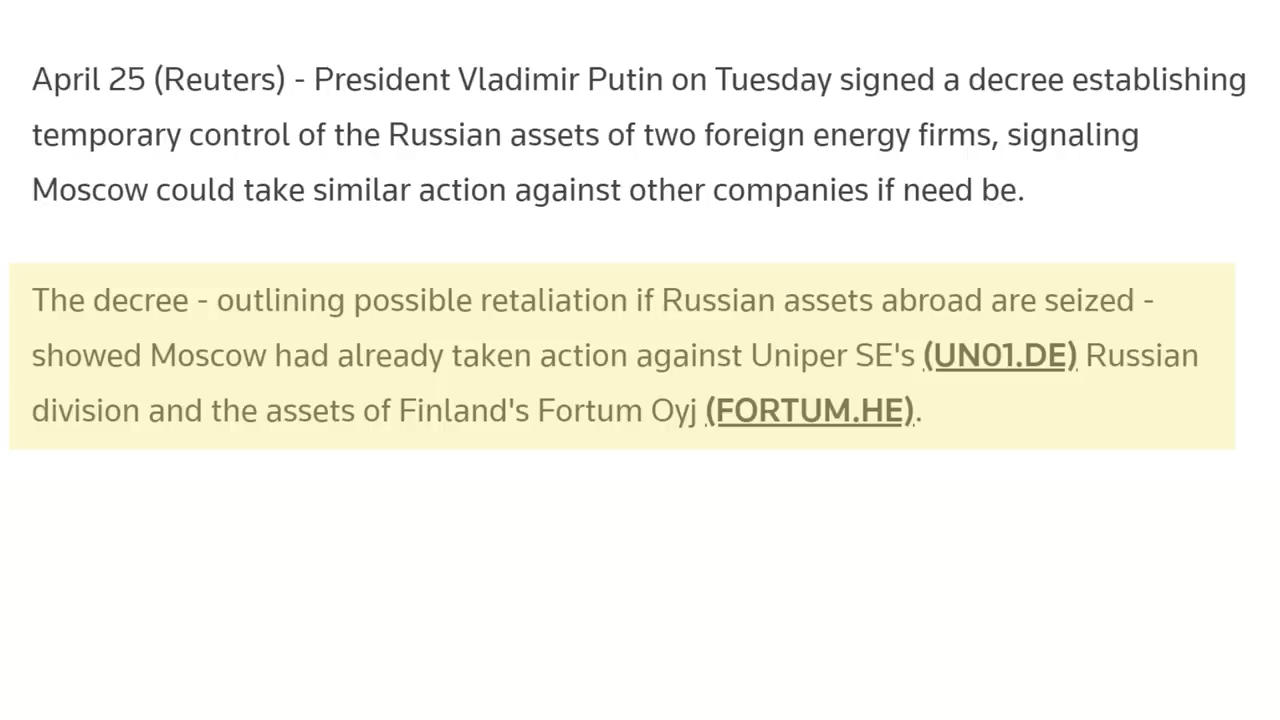 April 25 (Reuters) - President Vladimir Putin on Tuesday signed a decree establishing
temporary control of the Russian assets of two foreign energy firms, signaling
Moscow could take similar action against other companies if need be.
The decree - outlining possible retaliation if Russian assets abroad are seized -
showed Moscow had already taken action against Uniper SE's (UN01.DE) Russian
division and the assets of Finland's Fortum Oyj (FORTUM.HE).